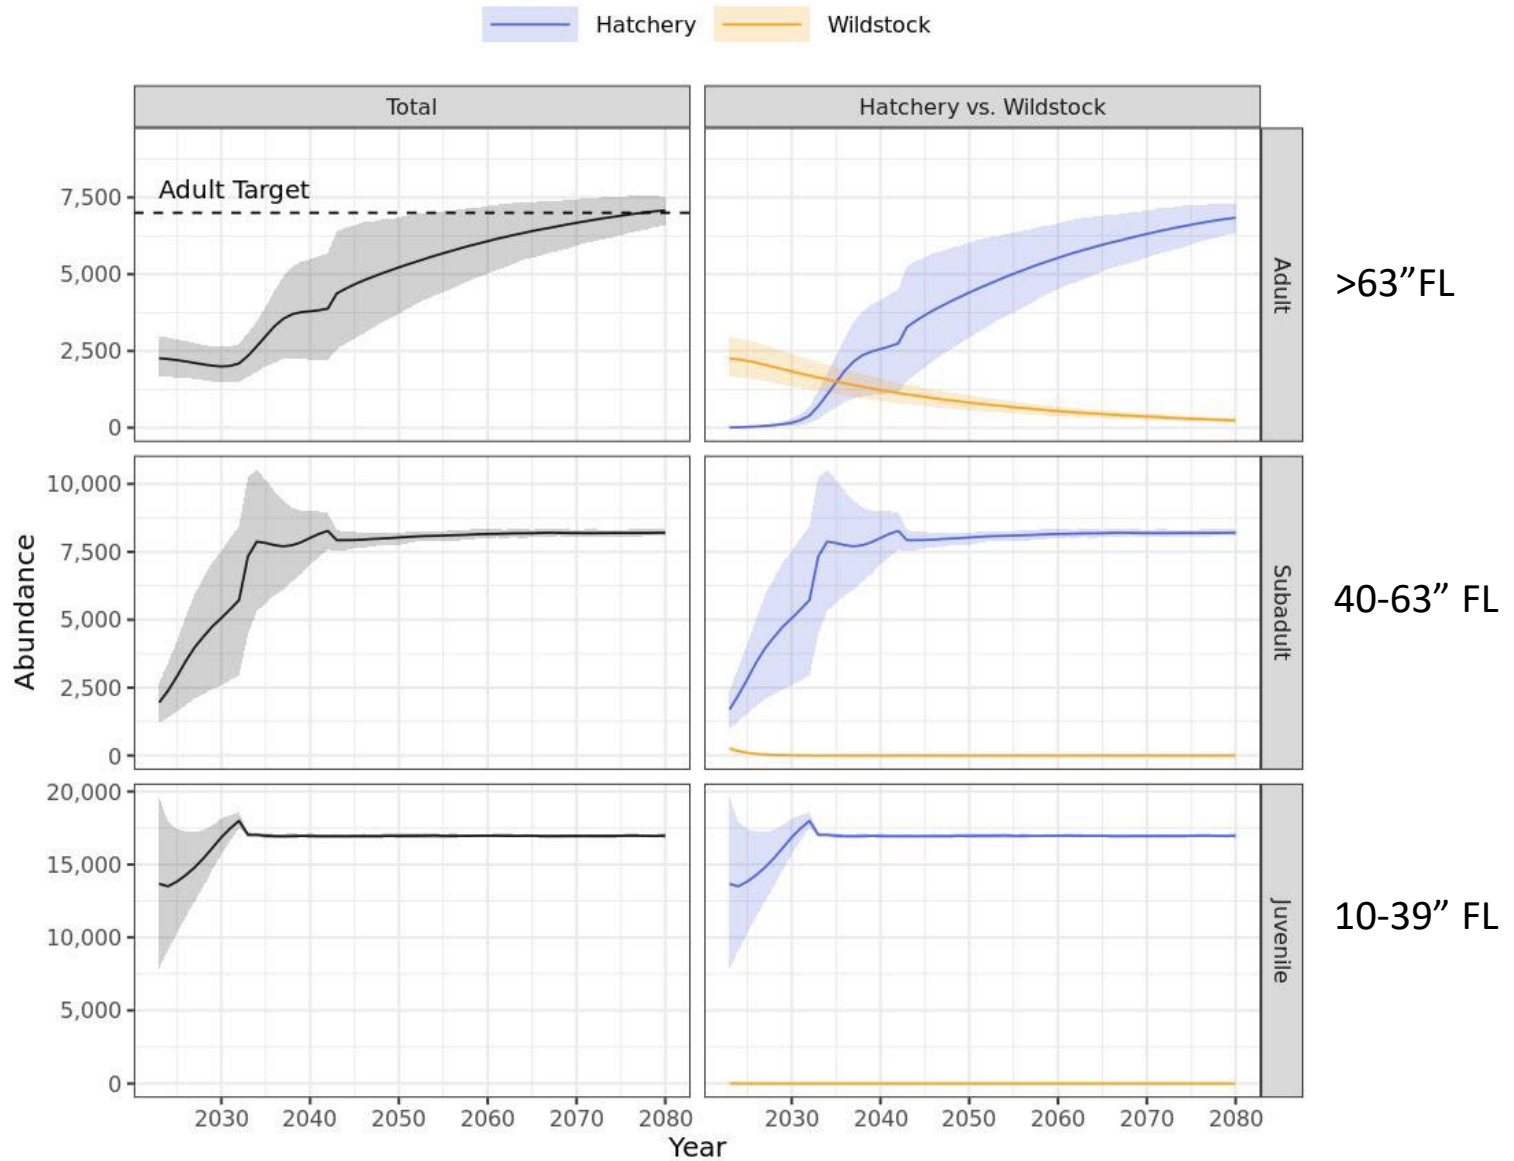 Hatchery Wildstock
Total
Hatchery vs. Wildstock
Adult Target
7,500
5,000
2,500
0
Adult
>63”FL
10,000
7,500
5,000
2,500
0
Subadult
40-63” FL
20,000
15,000
10,000
5,000
0
Juvenile
10-39” FL
Abundance
2030 2040 2050 2060 2070 2080
2030 2040 2050 2060 2070 2080
Year